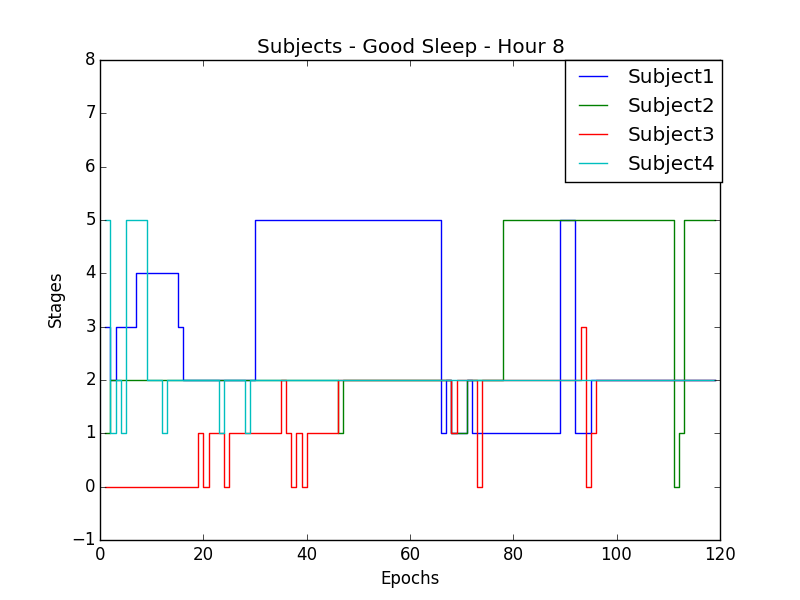 Subjects - Good Sleep - Hour 8
Subject1
Subject2
Subject3
Subject4
8
7
6
5
4
3
2
1
0
−1
Stages
0 20 40 60 80 100 120
Epochs